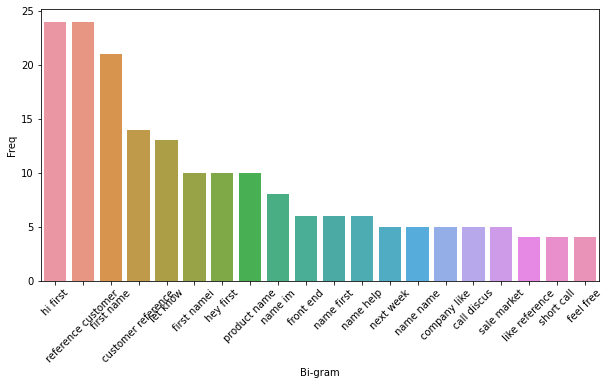 25
20
15
10
5
0
Freq
hi first
reference customer
first name
customer reference
let know
first namei
hey first
product name
name im
front end
name first
name help
next week
name name
company like
call discus
sale market
like reference
short call
feel free
Bi-gram